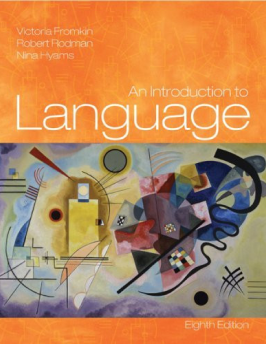 Victoria Fromkin
Robert Rodman
Nina Hyams
An Introduction to
Language
Eighth Edition